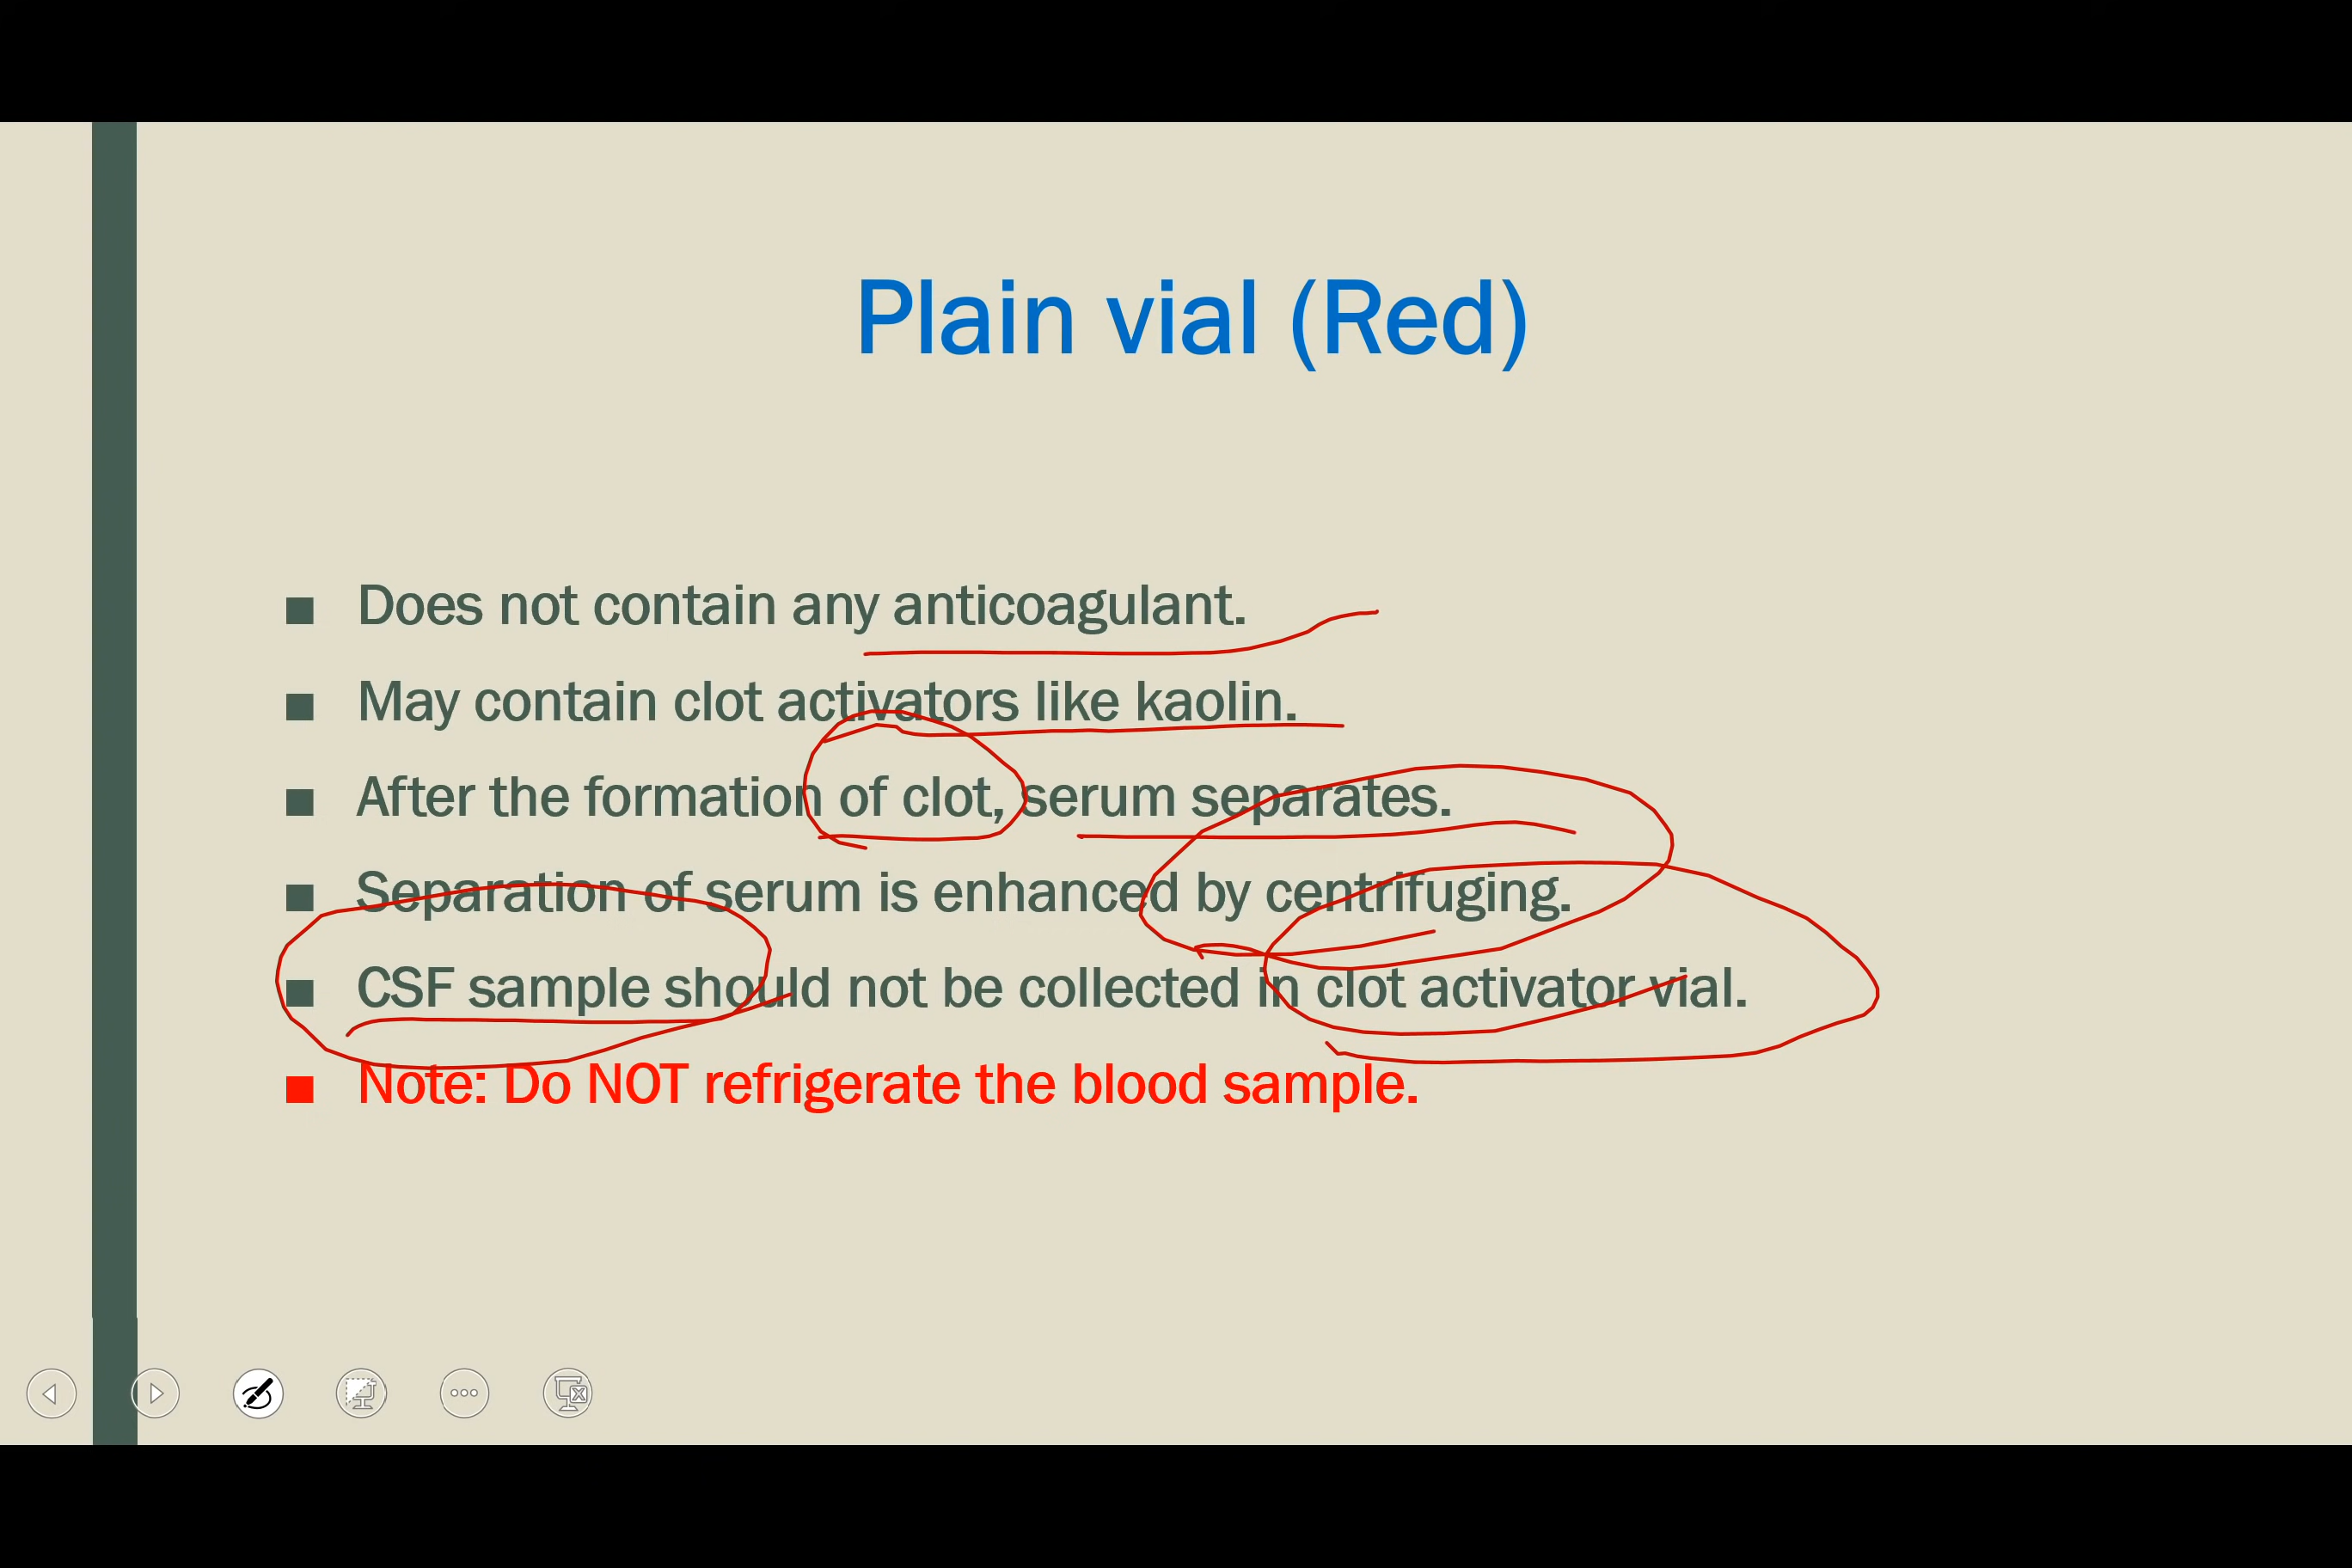 Plain vial (Red)
■ Does not contain any anticoagulant.
■ May contain clot activators like kaolin.
■ After the formation of clot, serum separates.
■ Separation of serum is enhanced by centrifuging.
■ CSF sample should not be collected in clot activator vial.
■ Note: Do NOT refrigerate the blood sample.